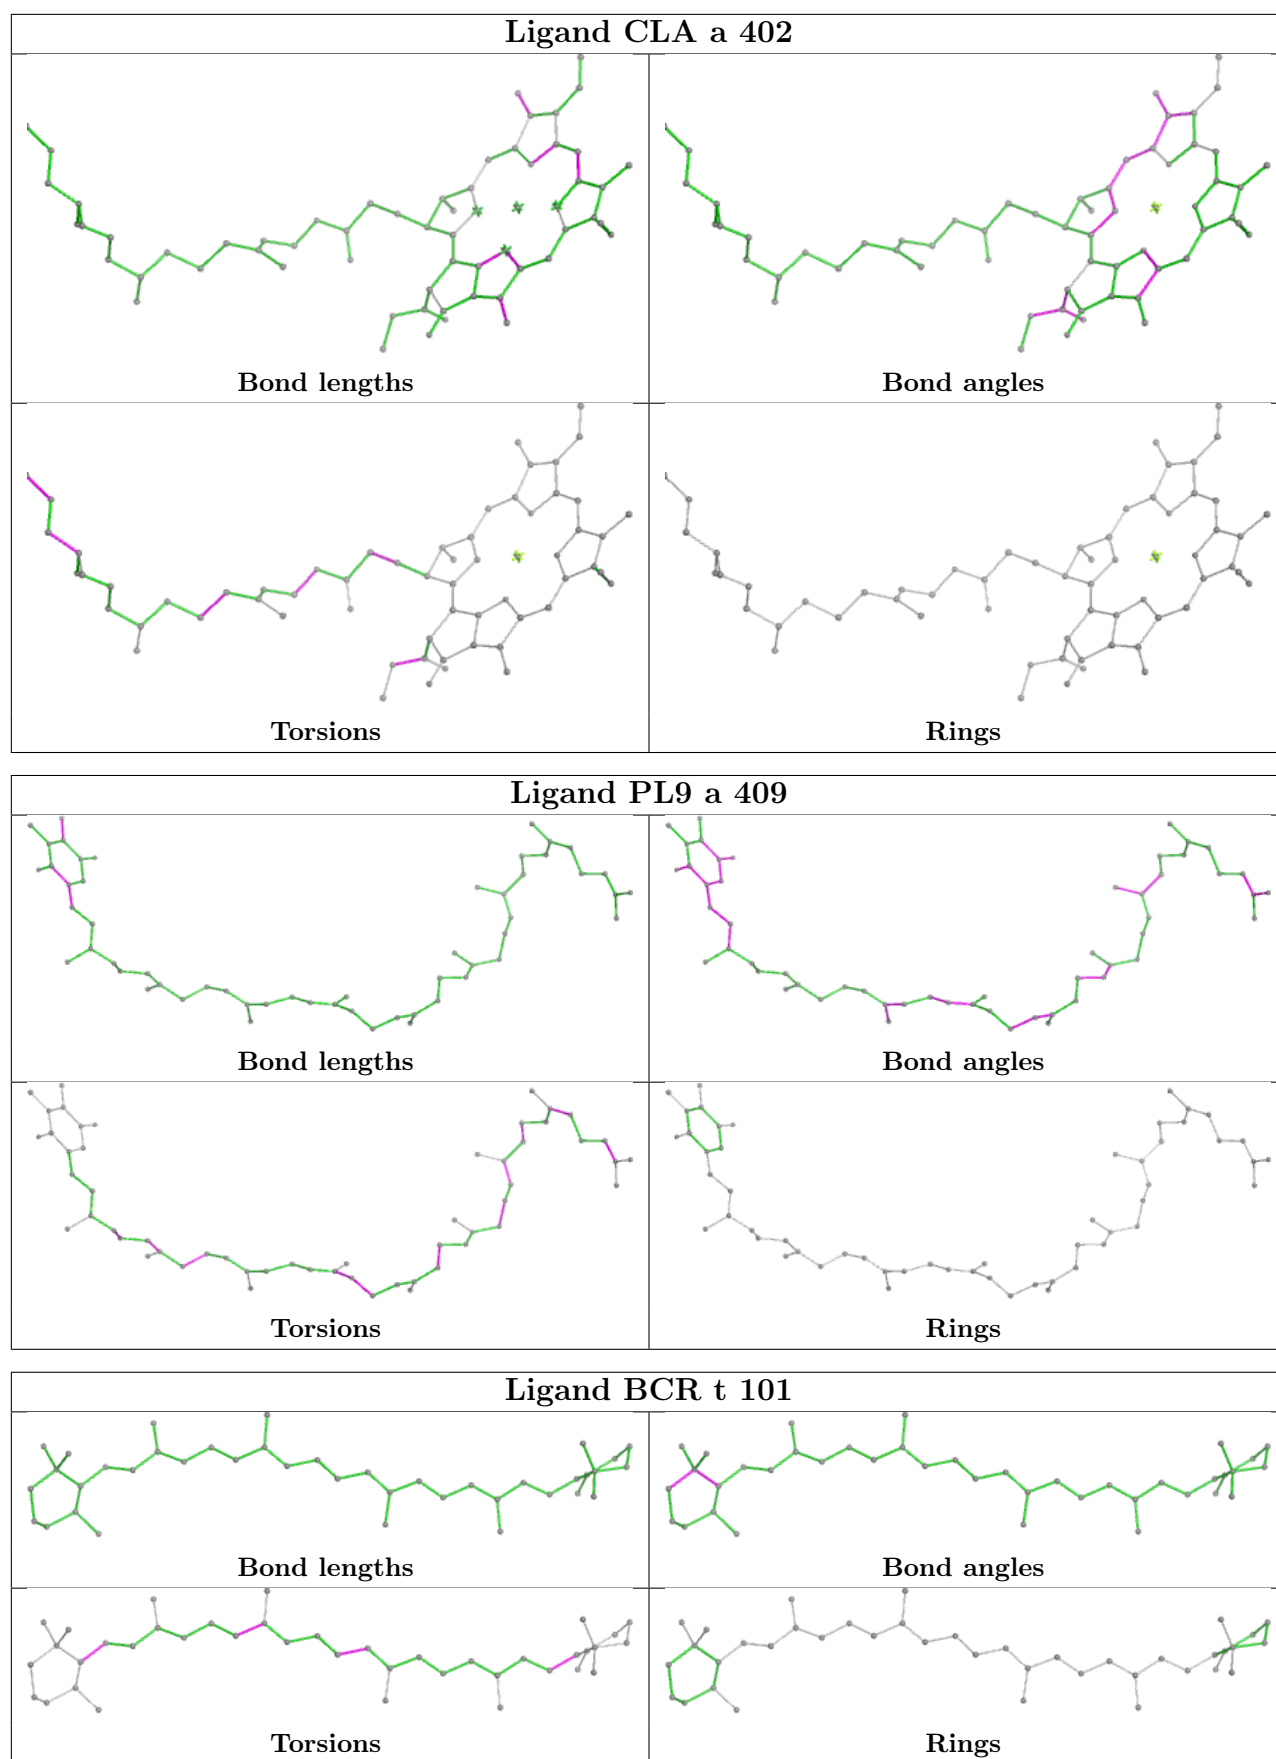 Ligand CLA a 402
Bond lengths
Bond angles
Torsions
Rings
Ligand PL9 a 409
Bond lengths
Bond angles
Torsions
Rings
Ligand BCR t 101
Bond lengths
Bond angles
Torsions
Rings